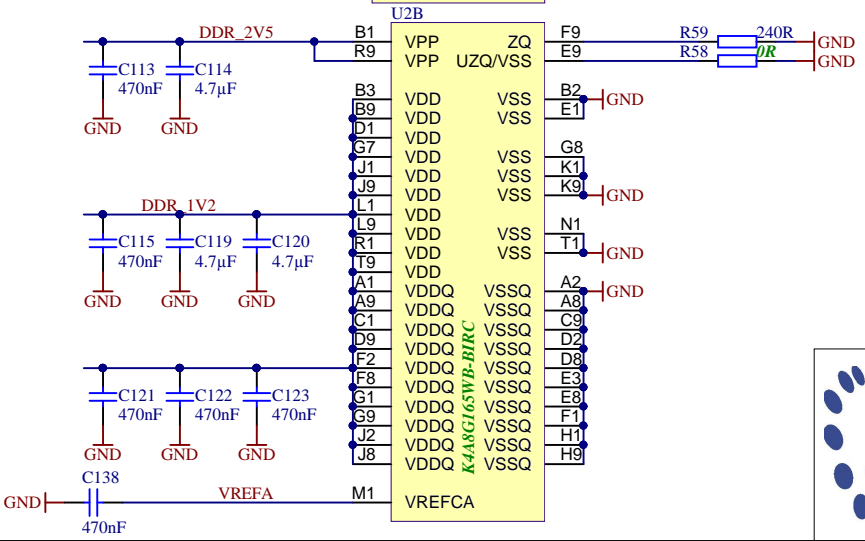 U2B
DDR_2V5 B1 VPP ZQ F9 R59 240R GND
R9 VPP UZQ/VSS E9 R58 0R GND
C113 C114
470nF 4.7µF
GND GND
B3 VDD VSS B2 GND
B9 VDD VSS E1
D1 VDD
G7 VDD VSS G8
J1 VDD VSS K1
J9 VDD VSS K9 GND
DDR_1V2 L1 VDD
L9 VDD VSS N1
R1 VDD VSS T1 GND
T9 VDD
C115 C119 C120
470nF 4.7µF 4.7µF
GND GND GND
A1 VDDQ VSSQ A2 GND
A9 VDDQ VSSQ A8
C1 VDDQ VSSQ C9
D9 VDDQ VSSQ D2
F2 VDDQ VSSQ D8
F8 VDDQ VSSQ E3
G1 VDDQ VSSQ E8
G9 VDDQ VSSQ F1
J2 VDDQ VSSQ H1
J8 VDDQ VSSQ H9
K4A8G165WB-BIRC
C121 C122 C123
470nF 470nF 470nF
GND GND GND
C138
GND VREFA M1 VREFCA
470nF